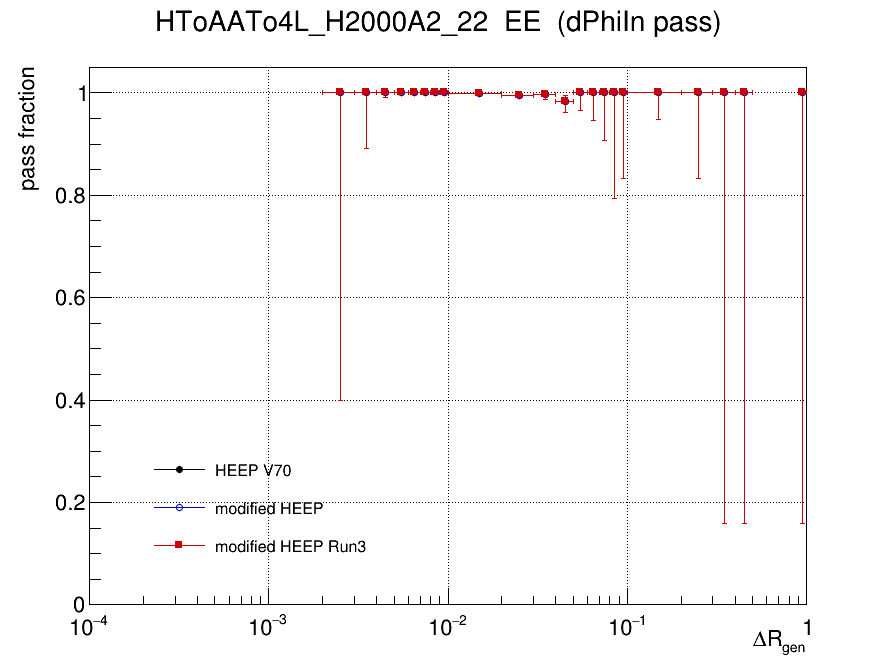 HToAATo4L_H2000A2_22 EE (dPhiIn pass)
pass fraction
1
0.8
0.6
0.4
0.2
0
HEEP V70
modified HEEP
modified HEEP Run3
10⁻⁴ 10⁻³ 10⁻² 10⁻¹ 1
ΔR_gen